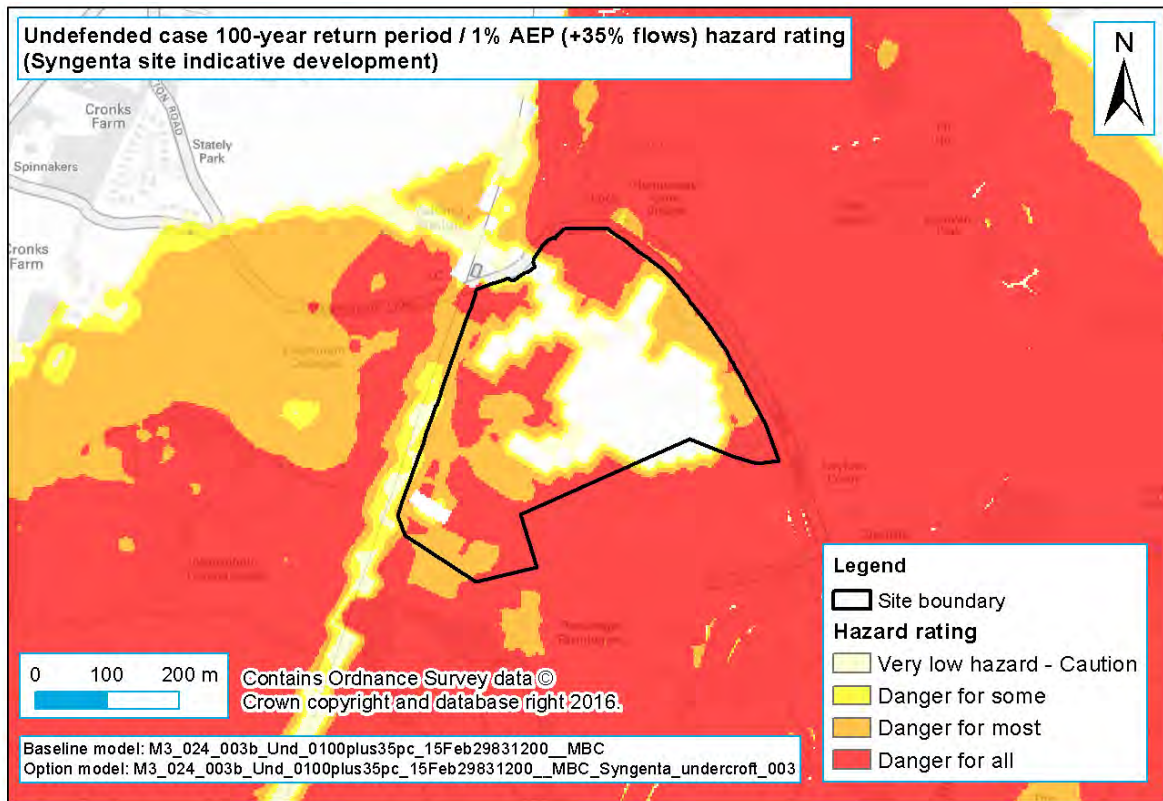 Undefended case 100-year return period / 1% AEP (+35% flows) hazard rating
(Syngenta site indicative development)
N
Cronks
Farm
Spinnakers
ION ROAD
Stately
Park
Cronks
Farm
Legend
Site boundary
Hazard rating
Very low hazard - Caution
Danger for some
Danger for most
Danger for all
0 100 200 m
Contains Ordnance Survey data ©
Crown copyright and database right 2016.
Baseline model: M3_024_003b_Und_0100plus35pc_15Feb29831200__MBC
Option model: M3_024_003b_Und_0100plus35pc_15Feb29831200__MBC_Syngenta_undercroft_003